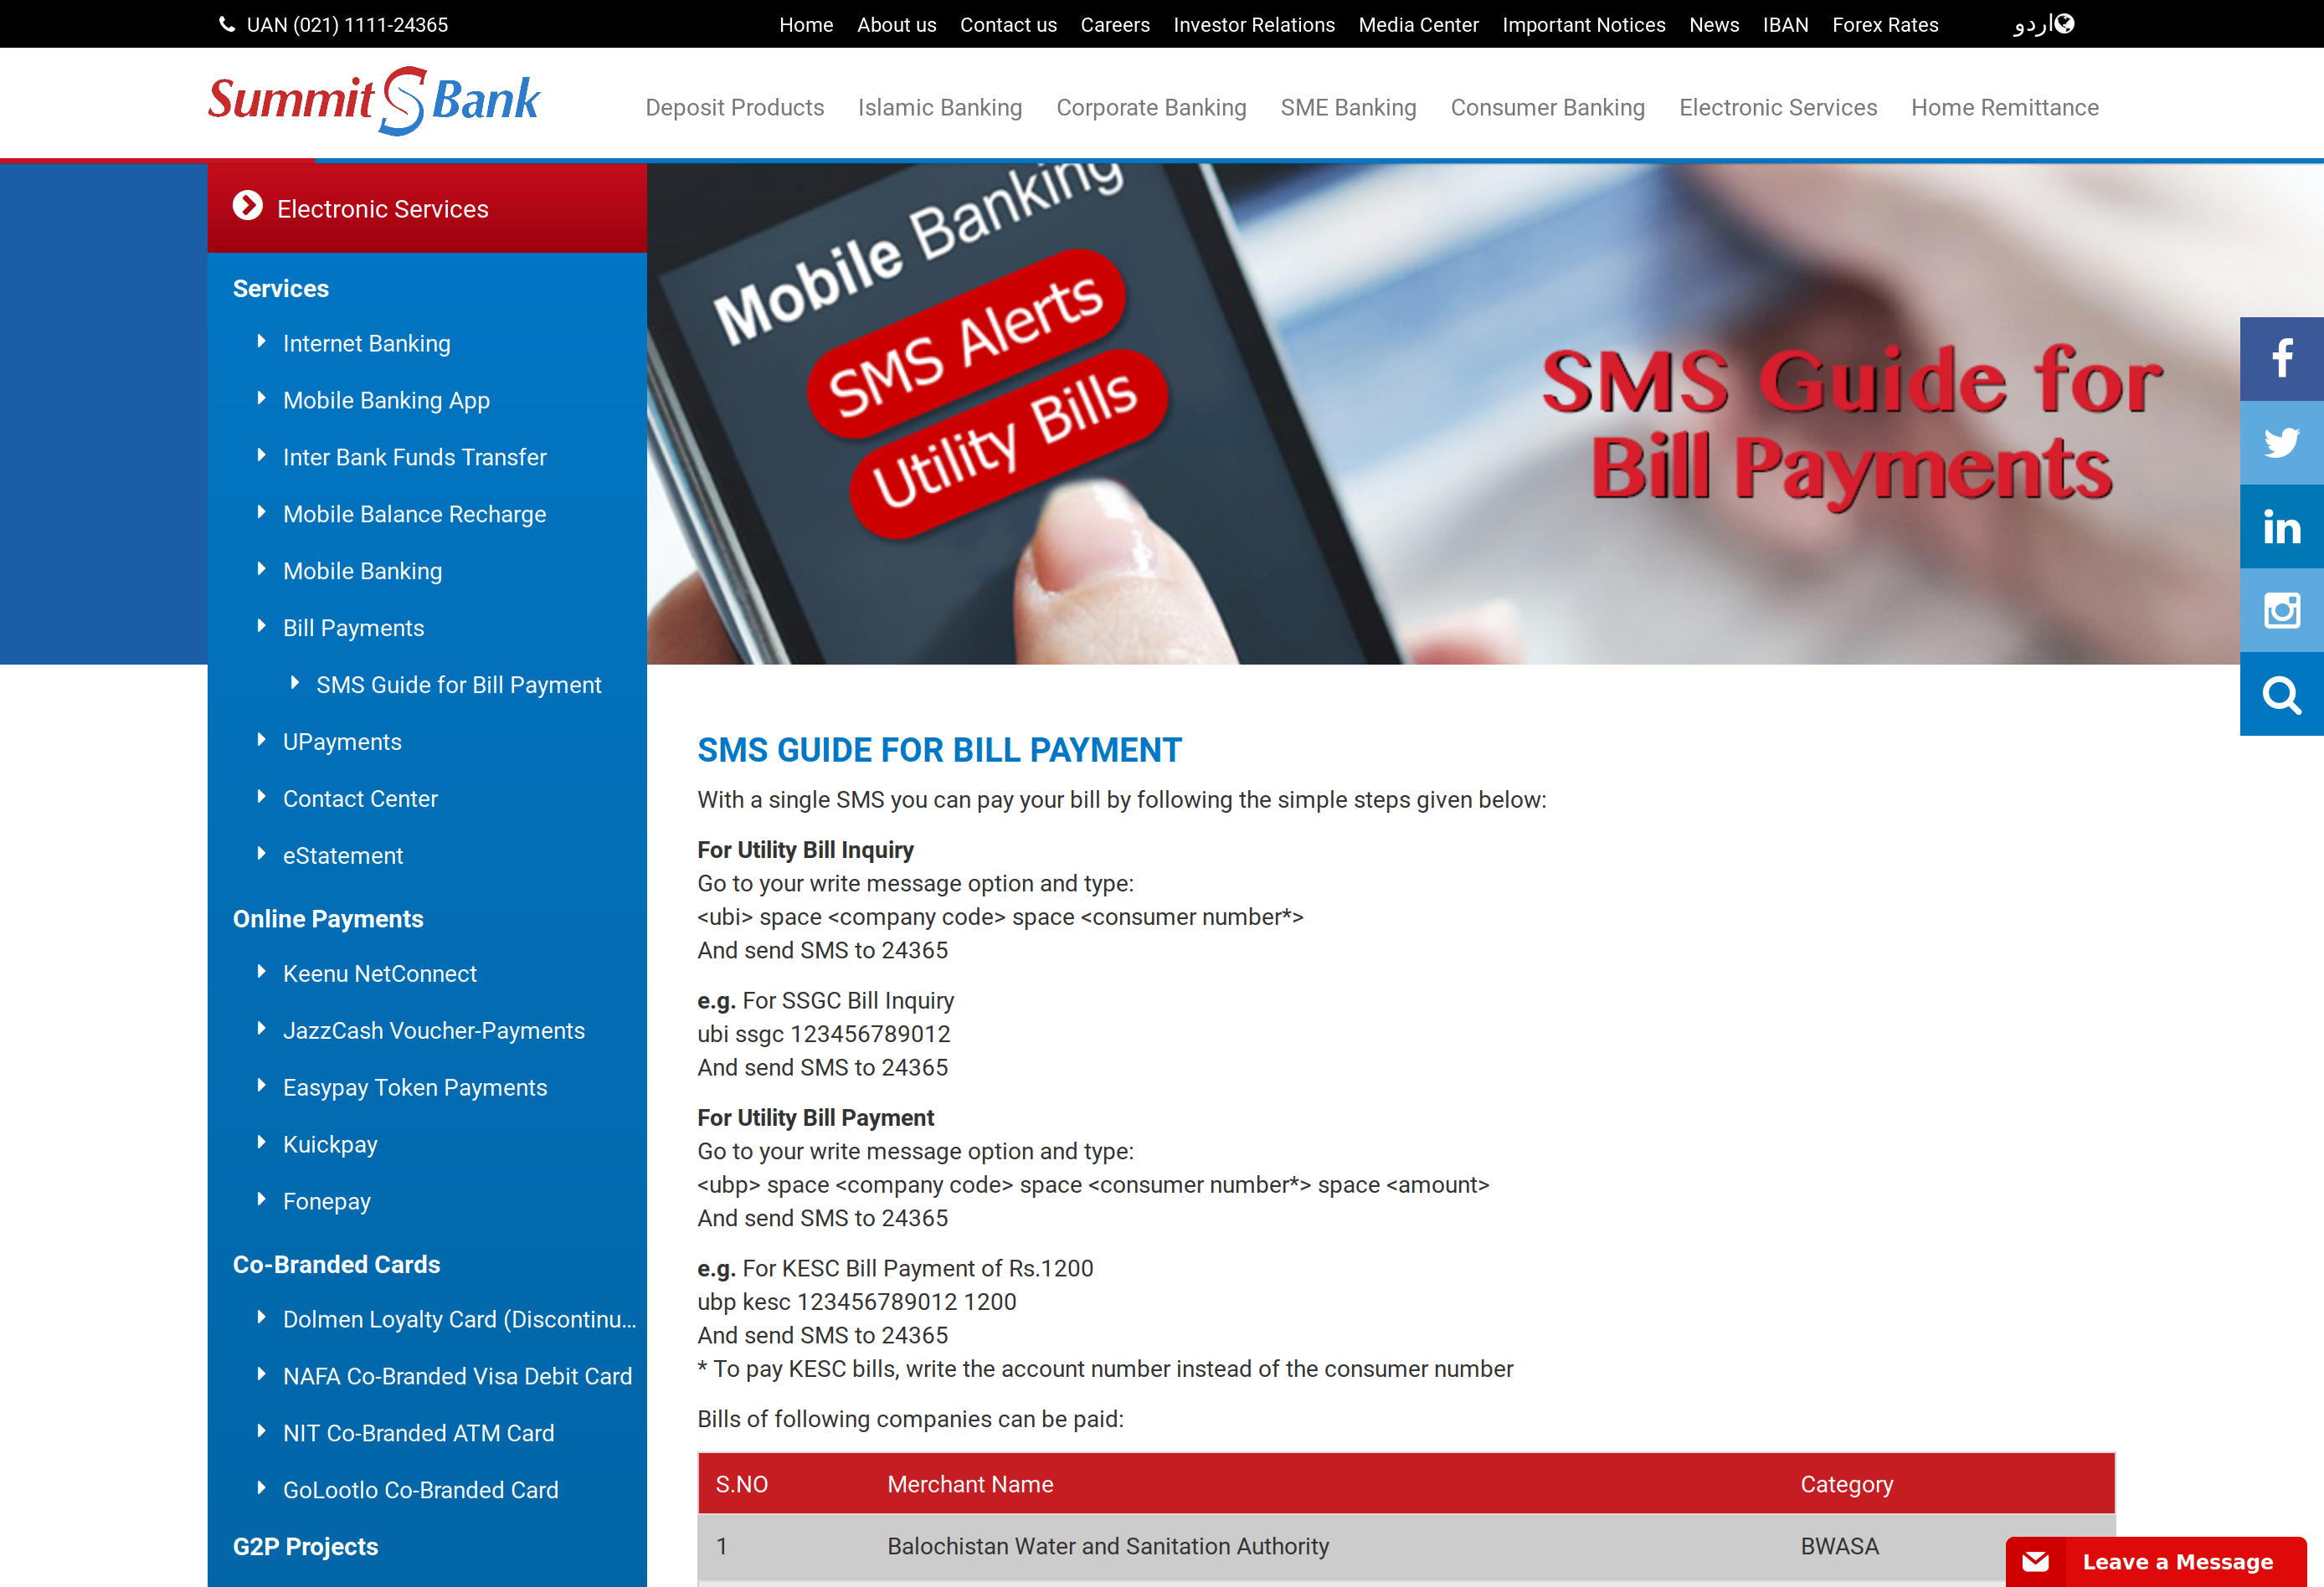 UAN (021) 1111-24365
Home About us Contact us Careers Investor Relations Media Center Important Notices News IBAN Forex Rates اردو
Summit S Bank
Deposit Products Islamic Banking Corporate Banking SME Banking Consumer Banking Electronic Services Home Remittance
Electronic Services
Services
Internet Banking
Mobile Banking App
Inter Bank Funds Transfer
Mobile Balance Recharge
Mobile Banking
Bill Payments
SMS Guide for Bill Payment
UPayments
Contact Center
eStatement
Online Payments
Keenu NetConnect
JazzCash Voucher-Payments
Easypay Token Payments
Kuickpay
Fonepay
Co-Branded Cards
Dolmen Loyalty Card (Discontinu...
NAFA Co-Branded Visa Debit Card
NIT Co-Branded ATM Card
GoLootlo Co-Branded Card
G2P Projects
Mobile Banking
SMS Alerts
Utility Bills
SMS Guide for
Bill Payments
SMS GUIDE FOR BILL PAYMENT
With a single SMS you can pay your bill by following the simple steps given below:
For Utility Bill Inquiry
Go to your write message option and type:
<ubi> space <company code> space <consumer number*>
And send SMS to 24365
e.g. For SSGC Bill Inquiry
ubi ssgc 123456789012
And send SMS to 24365
For Utility Bill Payment
Go to your write message option and type:
<ubp> space <company code> space <consumer number*> space <amount>
And send SMS to 24365
e.g. For KESC Bill Payment of Rs.1200
ubp kesc 123456789012 1200
And send SMS to 24365
* To pay KESC bills, write the account number instead of the consumer number
Bills of following companies can be paid:
S.NO Merchant Name Category
1 Balochistan Water and Sanitation Authority BWASA
Leave a Message